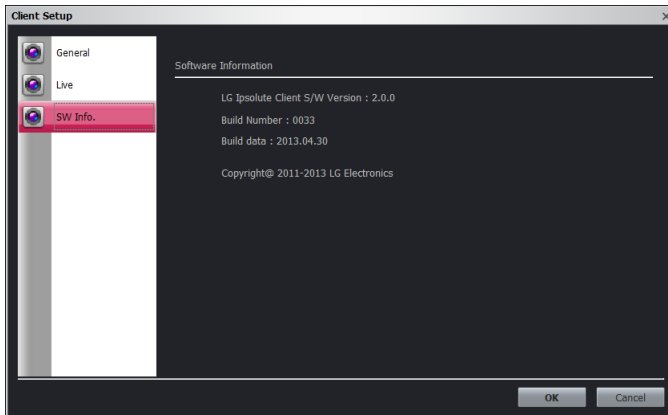 Client Setup
General
Live
SW Info.
Software Information
LG Ipsolute Client S/W Version : 2.0.0
Build Number : 0033
Build data : 2013.04.30
Copyright@ 2011-2013 LG Electronics
OK
Cancel